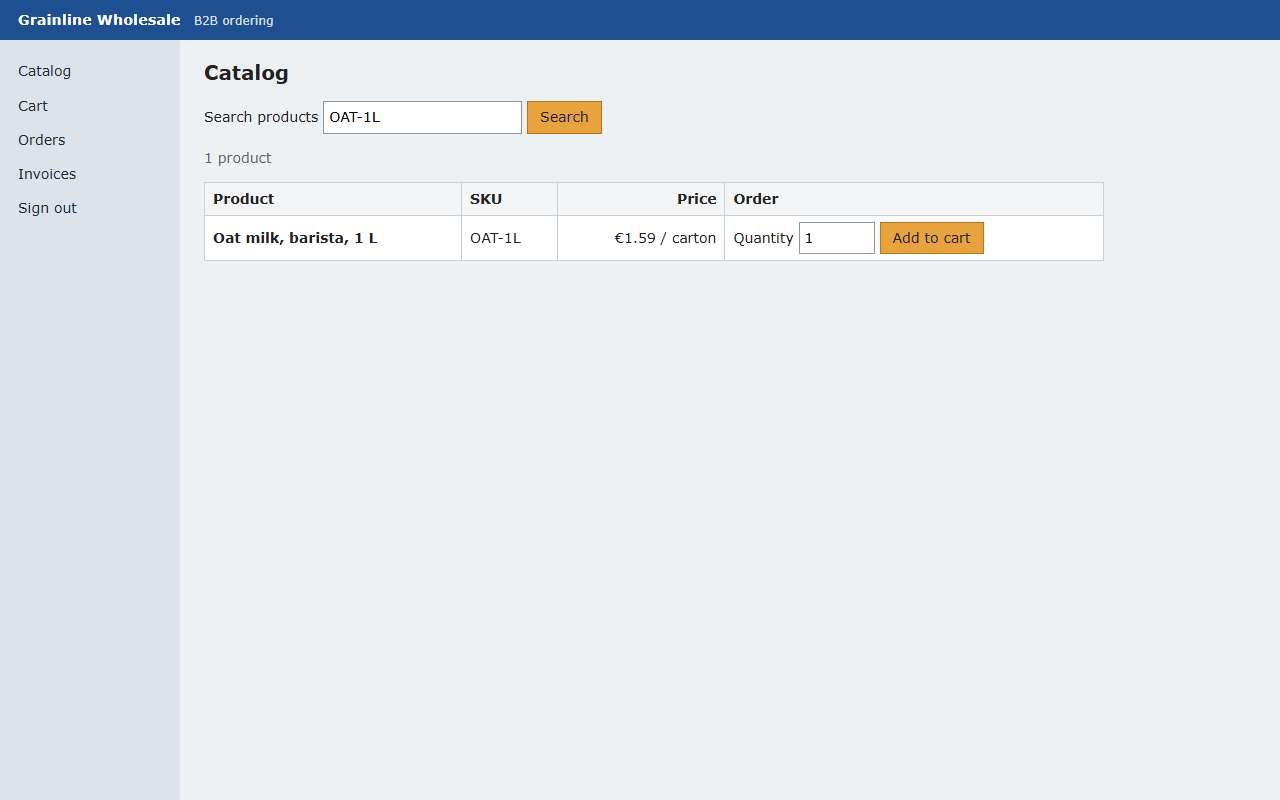 Grainline Wholesale B2B ordering
Catalog
Cart
Orders
Invoices
Sign out
Catalog
Search products OAT-1L Search
1 product
Product SKU Price Order
Oat milk, barista, 1 L OAT-1L €1.59 / carton Quantity 1 Add to cart